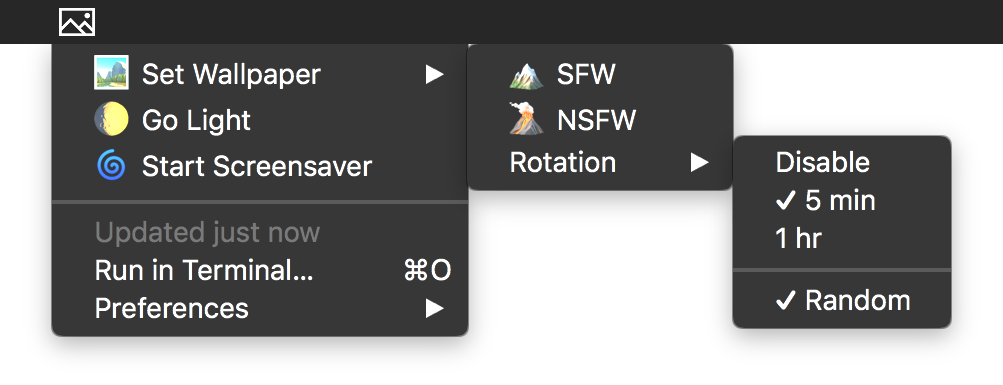 Set Wallpaper
Go Light
Start Screensaver
Updated just now
Run in Terminal... ⌘O
Preferences
SFW
NSFW
Rotation
Disable
✓ 5 min
1 hr
✓ Random